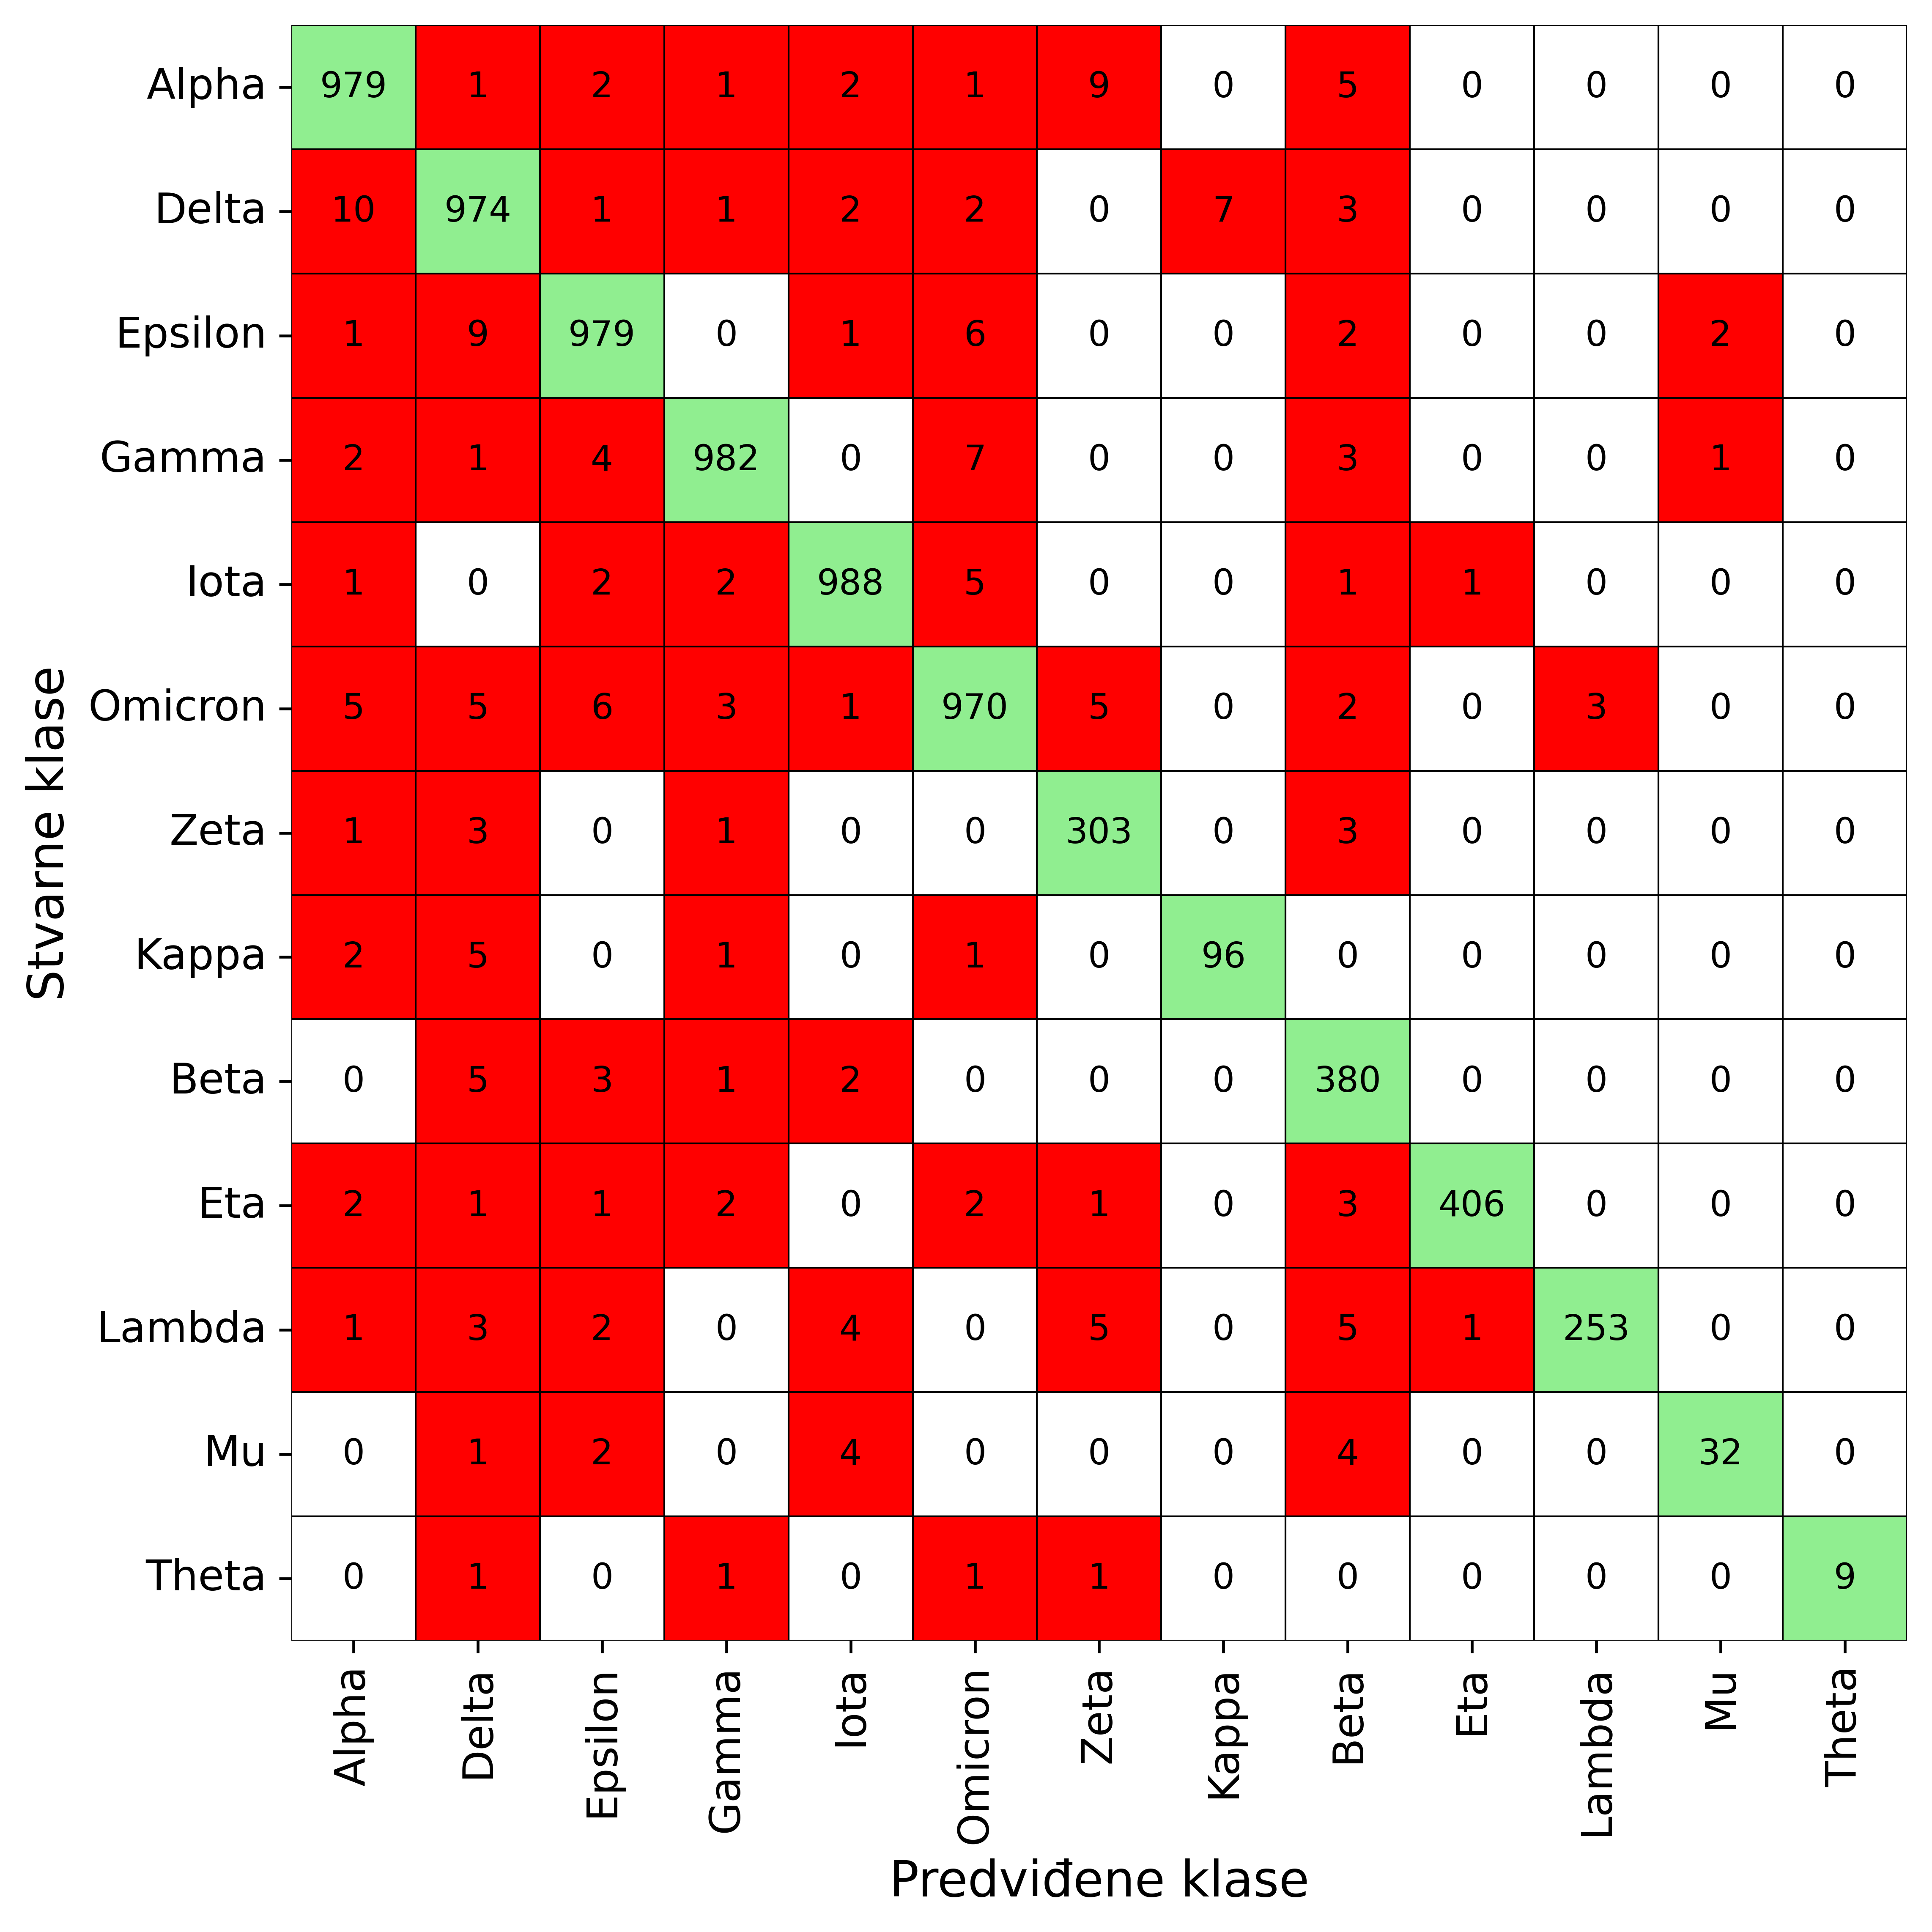 Alpha 979 1 2 1 2 1 9 0 5 0 0 0 0
Delta 10 974 1 1 2 2 0 7 3 0 0 0 0
Epsilon 1 9 979 0 1 6 0 0 2 0 0 2 0
Gamma 2 1 4 982 0 7 0 0 3 0 0 1 0
Iota 1 0 2 2 988 5 0 0 1 1 0 0 0
Omicron 5 5 6 3 1 970 5 0 2 0 3 0 0
Zeta 1 3 0 1 0 0 303 0 3 0 0 0 0
Kappa 2 5 0 1 0 1 0 96 0 0 0 0 0
Beta 0 5 3 1 2 0 0 0 380 0 0 0 0
Eta 2 1 1 2 0 2 1 0 3 406 0 0 0
Lambda 1 3 2 0 4 0 5 0 5 1 253 0 0
Mu 0 1 2 0 4 0 0 0 4 0 0 32 0
Theta 0 1 0 1 0 1 1 0 0 0 0 0 9
Alpha Delta Epsilon Gamma Iota Omicron Zeta Kappa Beta Eta Lambda Mu Theta
Predviđene klase
Stvarne klase